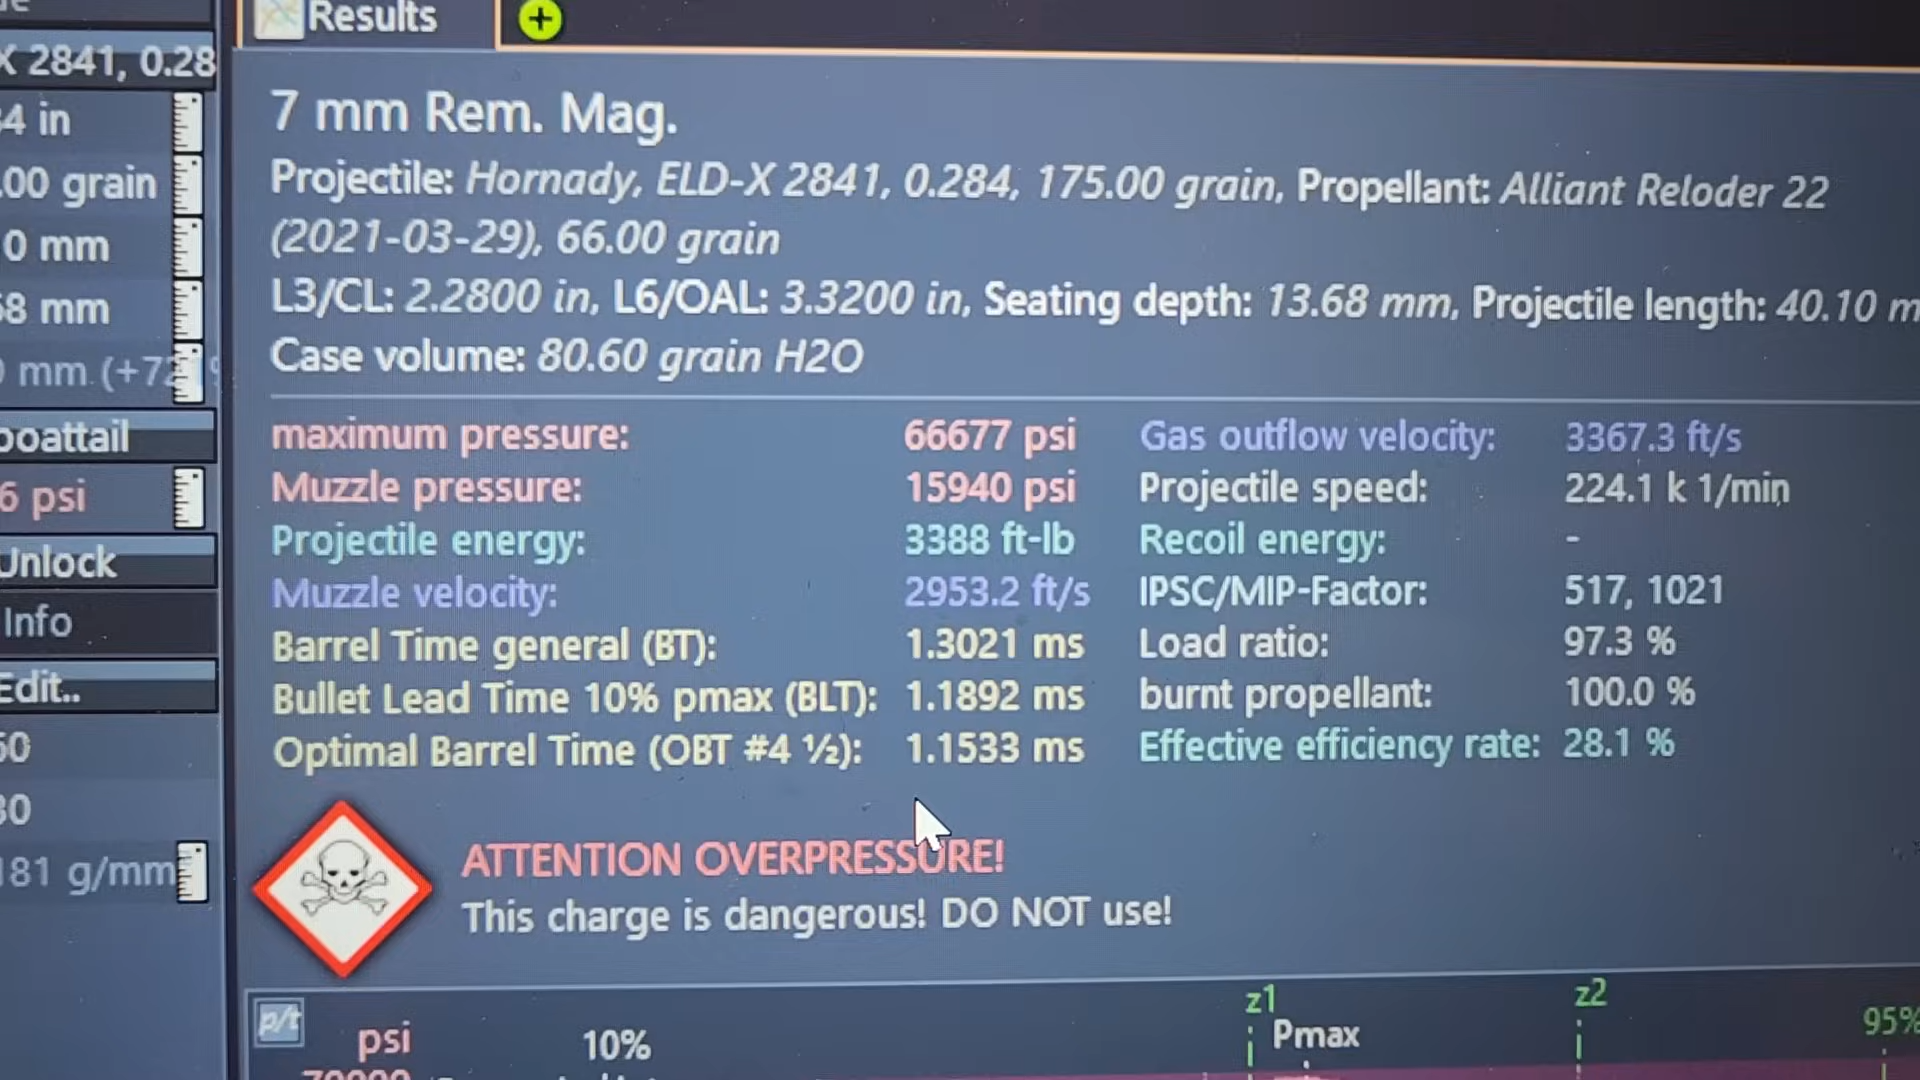 Results
X 2841, 0.28
4 in
.00 grain
0 mm
68 mm
mm (+7
boattail
6 psi
Unlock
Info
Edit..
60
30
181 g/mm
7 mm Rem. Mag.
Projectile: Hornady, ELD-X 2841, 0.284, 175.00 grain, Propellant: Alliant Reloder 22
(2021-03-29), 66.00 grain
L3/CL: 2.2800 in, L6/OAL: 3.3200 in, Seating depth: 13.68 mm, Projectile length: 40.10 m
Case volume: 80.60 grain H2O
maximum pressure: 66677 psi Gas outflow velocity: 3367.3 ft/s
Muzzle pressure: 15940 psi Projectile speed: 224.1 k 1/min
Projectile energy: 3388 ft-lb Recoil energy: -
Muzzle velocity: 2953.2 ft/s IPSC/MIP-Factor: 517, 1021
Barrel Time general (BT): 1.3021 ms Load ratio: 97.3 %
Bullet Lead Time 10% pmax (BLT): 1.1892 ms burnt propellant: 100.0 %
Optimal Barrel Time (OBT #4 ½): 1.1533 ms Effective efficiency rate: 28.1 %
ATTENTION OVERPRESSURE!
This charge is dangerous! DO NOT use!
p/t psi 10% z1 Pmax z2 95%